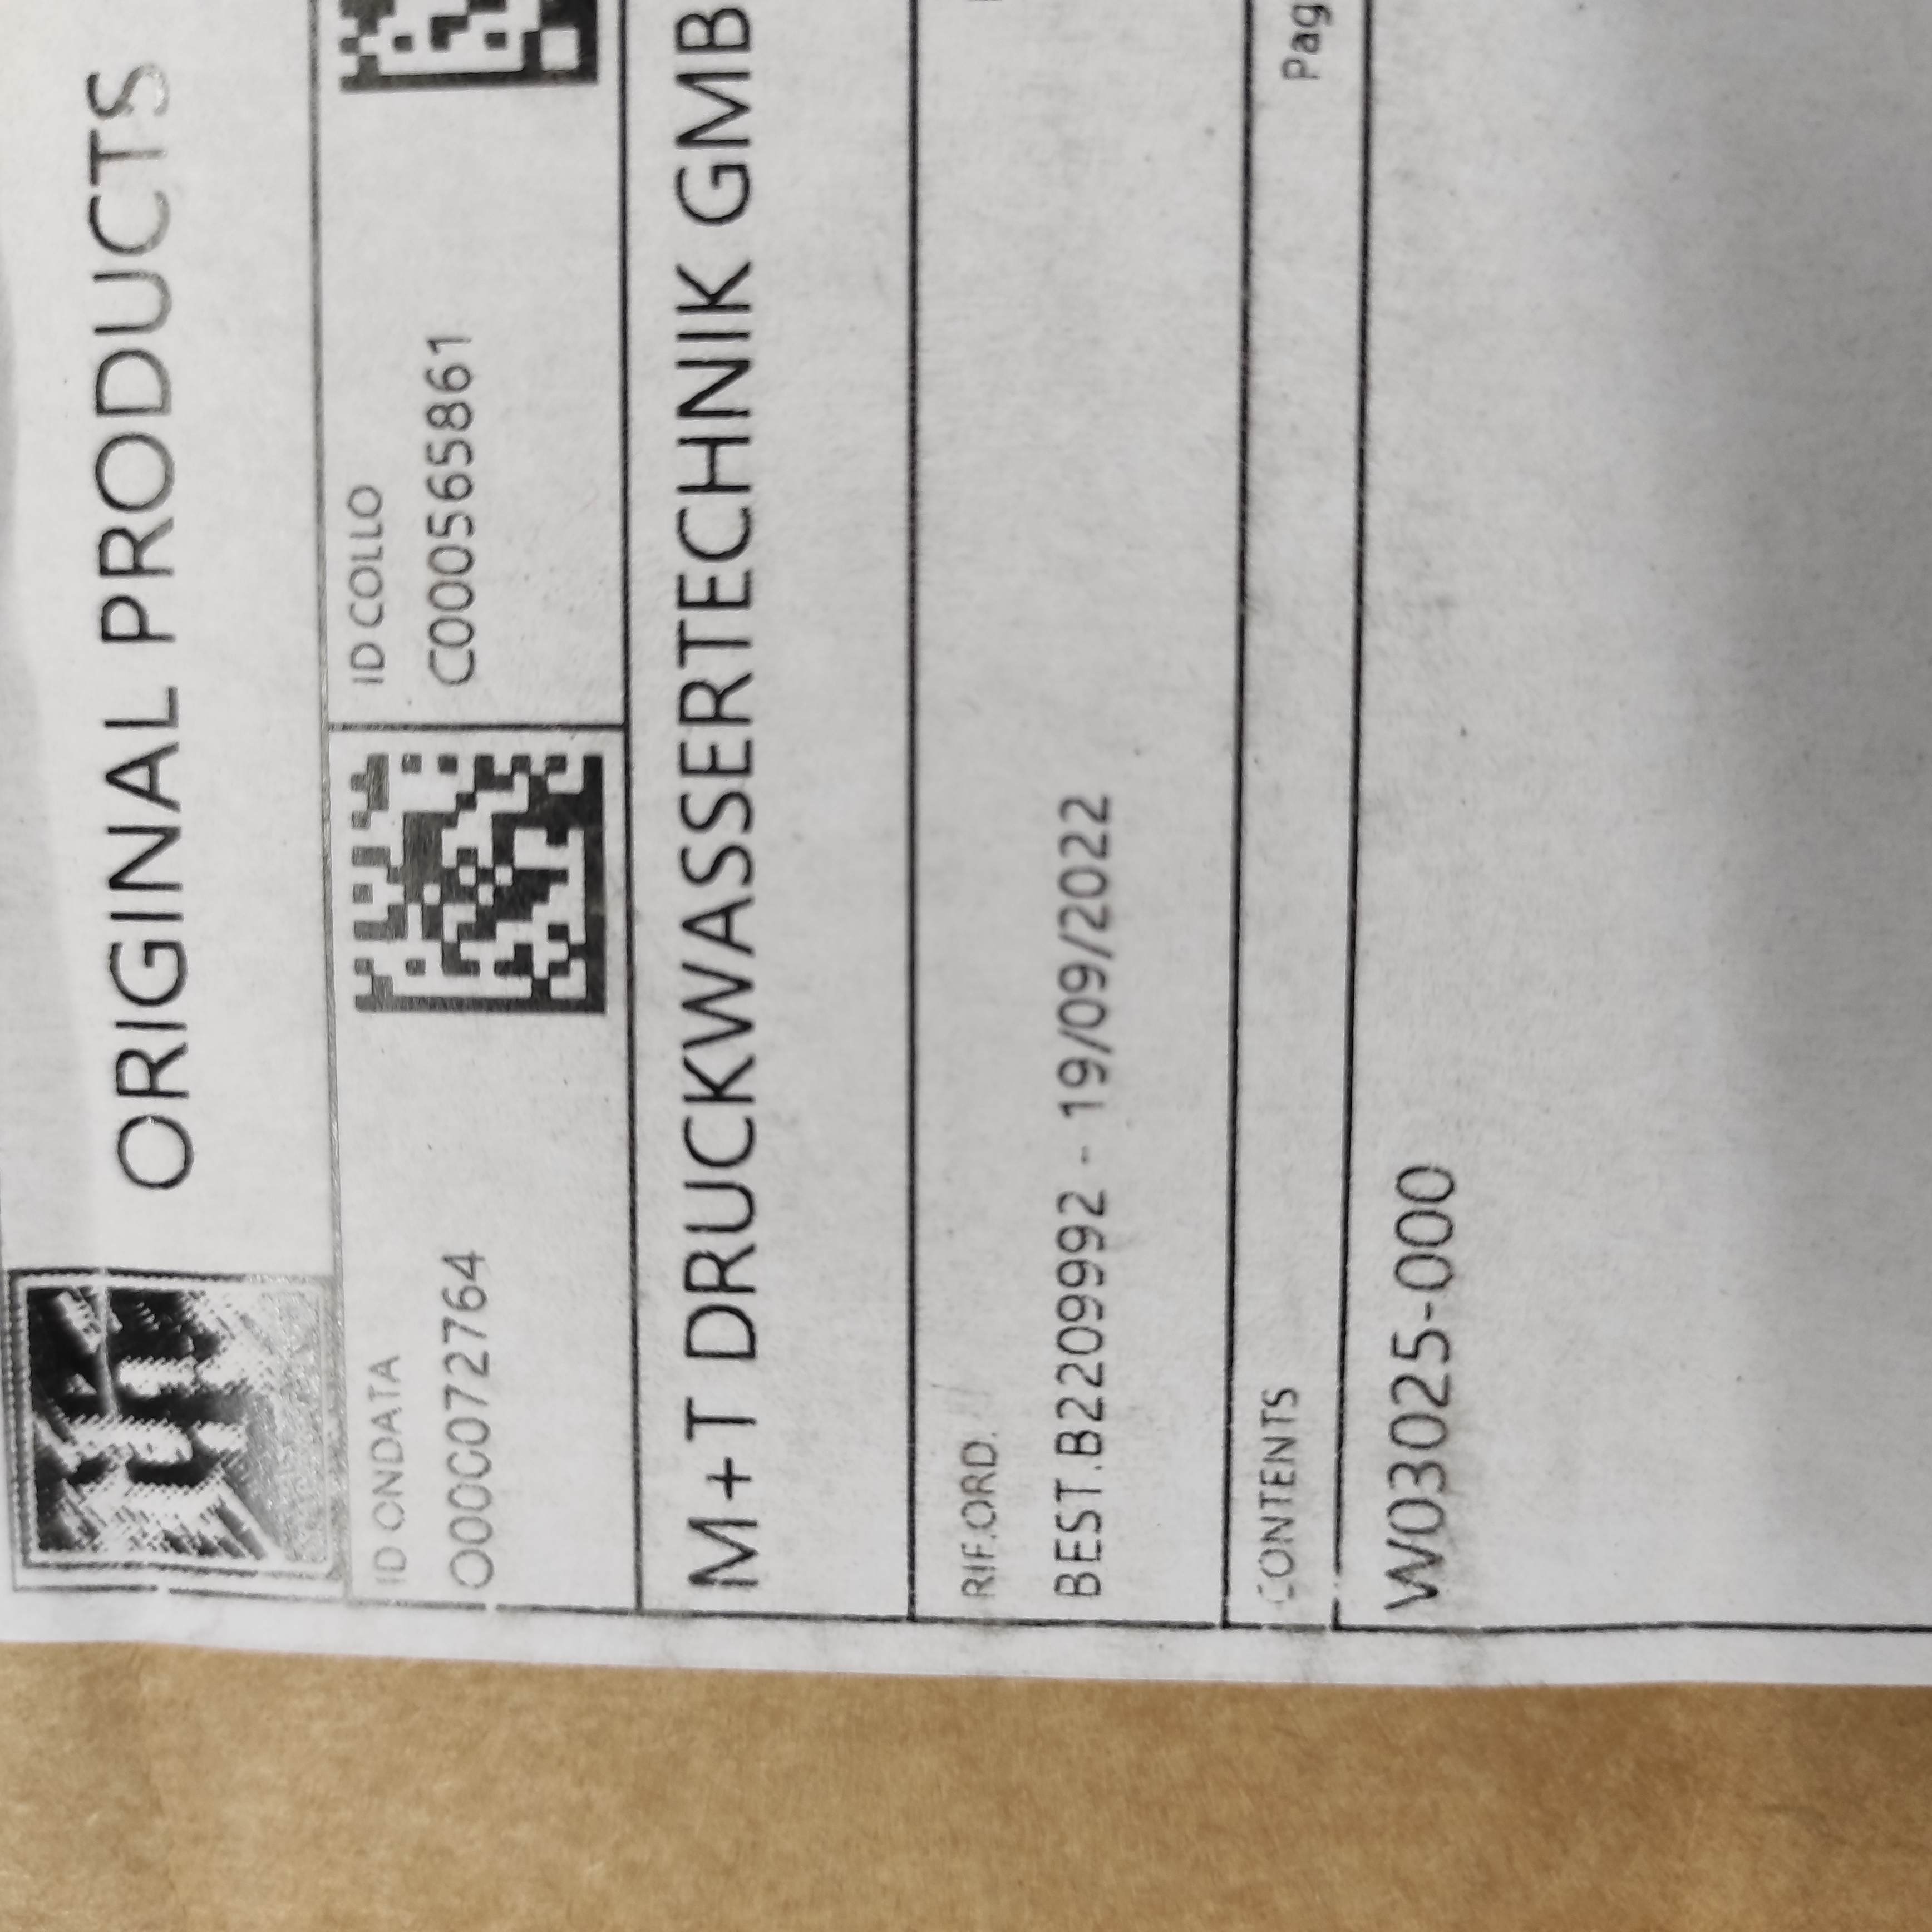 ORIGINAL PRODUCTS
ID ONDATA
O000072764
ID COLLO
C000565861
M+T DRUCKWASSERTECHNIK GMB
RIF.ORD.
BEST.B2209992 - 19/09/2022
CONTENTS
Pag
W03025-000